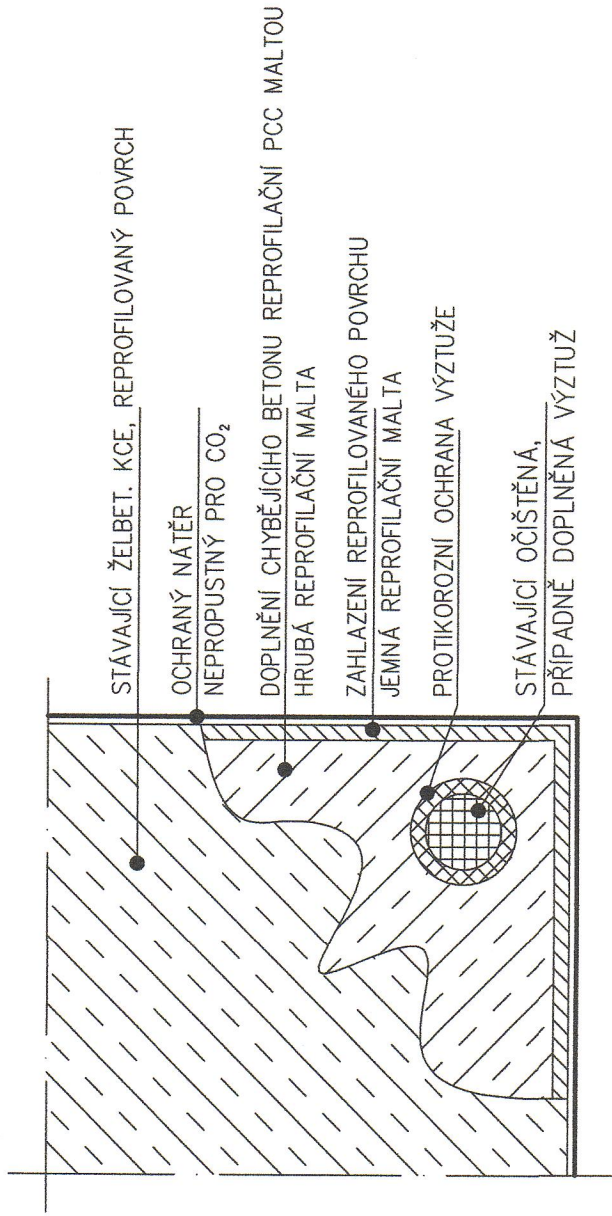 STÁVAJÍCÍ ŽELBET. KCE, REPROFILOVANÝ POVRCH
OCHRANÝ NÁTĚR
NEPROPUSTNÝ PRO CO₂
DOPLNĚNÍ CHYBĚJÍCÍHO BETONU REPROFILAČNÍ PCC MALTOU
HRUBÁ REPROFILAČNÍ MALTA
ZAHLAZENÍ REPROFILOVANÉHO POVRCHU
JEMNÁ REPROFILAČNÍ MALTA
PROTIKOROZNÍ OCHRANA VÝZTUŽE
STÁVAJÍCÍ OČIŠTĚNÁ,
PŘÍPADNĚ DOPLNĚNÁ VÝZTUŽ